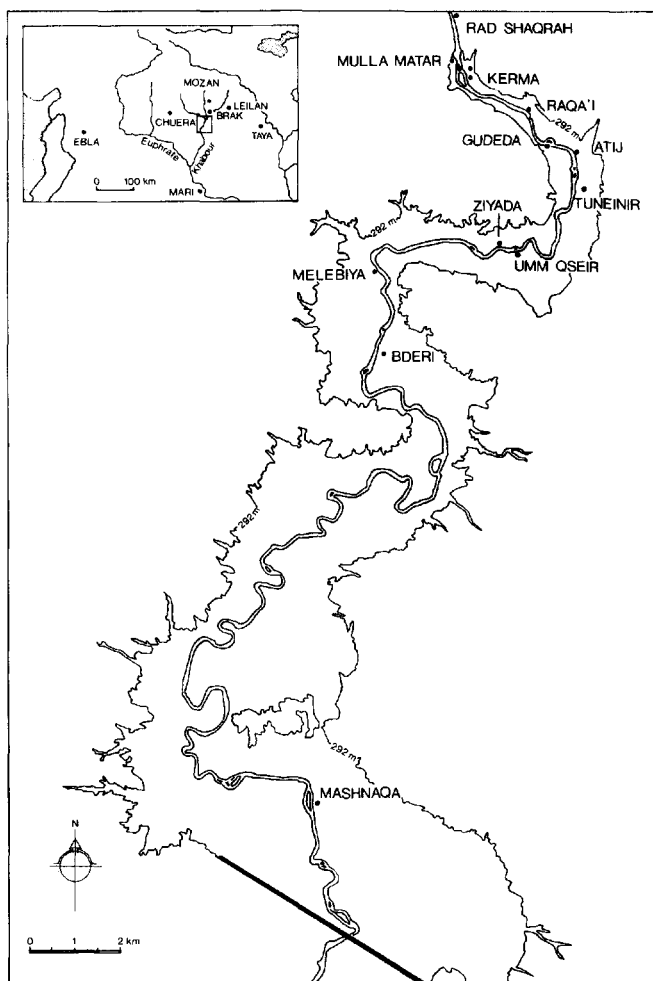 RAD SHAQRAH
MULLA MATAR
KERMA
RAQA'I
292 m
GUDEDA
ATIJ
TUNEINIR
ZIYADA
292 m
UMM QSEIR
MELEBIYA
BDERI
292 m
292 m
MASHNAQA
N
0 1 2 km
MOZAN
LEILAN
BRAK
CHUERA
TAYA
EBLA
Euphrate
Khabour
0 100 km
MARI